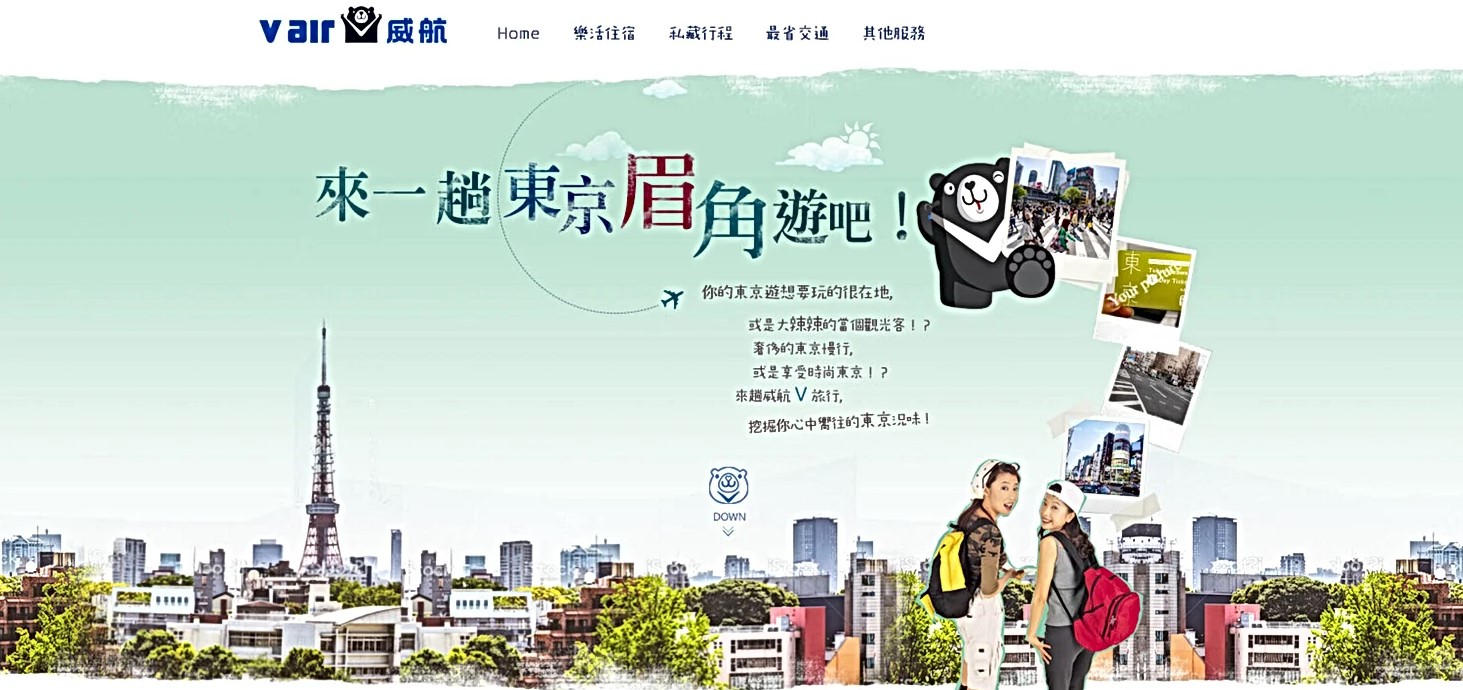 v air 威航
Home 樂活住宿 私藏行程 最省交通 其他服務
來一趟東京眉角遊吧！
你的東京遊想要玩的很在地,
或是大辣辣的當個觀光客！？
奢侈的東京慢行,
或是享受時尚東京！？
來趟威航 V 旅行,
挖掘你心中嚮往的東京況味！
東京
Your picture
DOWN